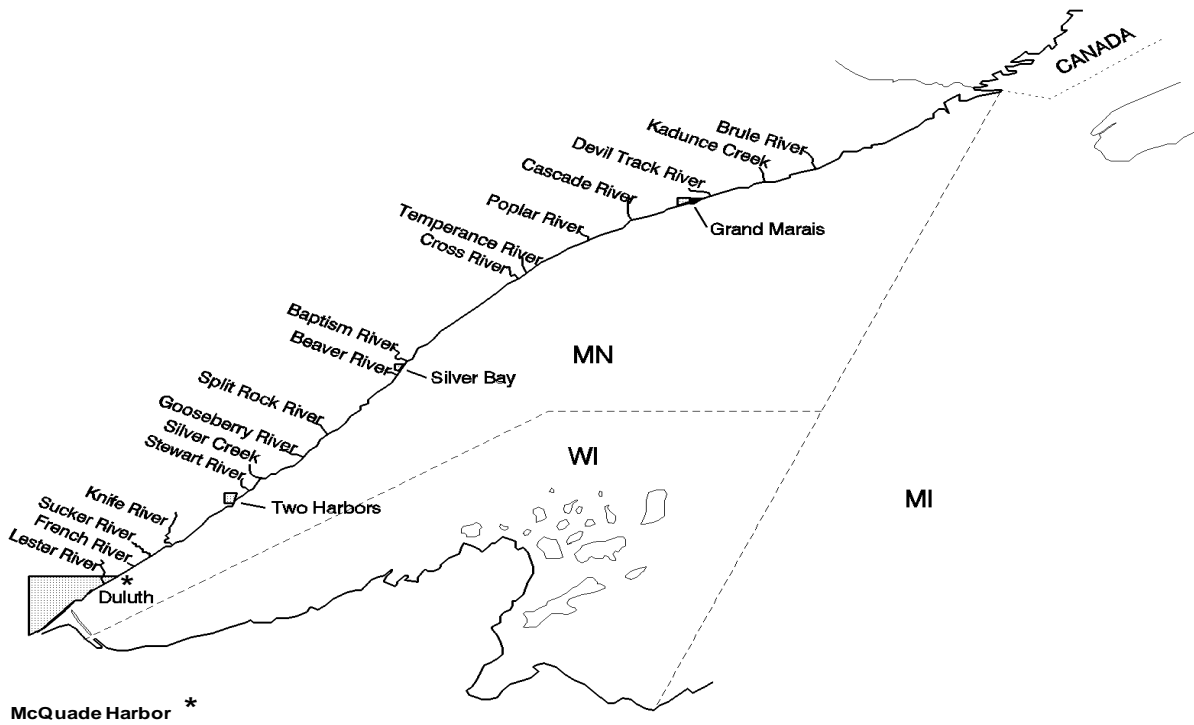 CANADA
Brule River
Kadunce Creek
Devil Track River
Cascade River
Grand Marais
Poplar River
Temperance River
Cross River
Baptism River
Beaver River
MN
Silver Bay
Split Rock River
Gooseberry River
Silver Creek
Stewart River
WI
MI
Two Harbors
Knife River
Sucker River
French River
Lester River
*
Duluth
McQuade Harbor *